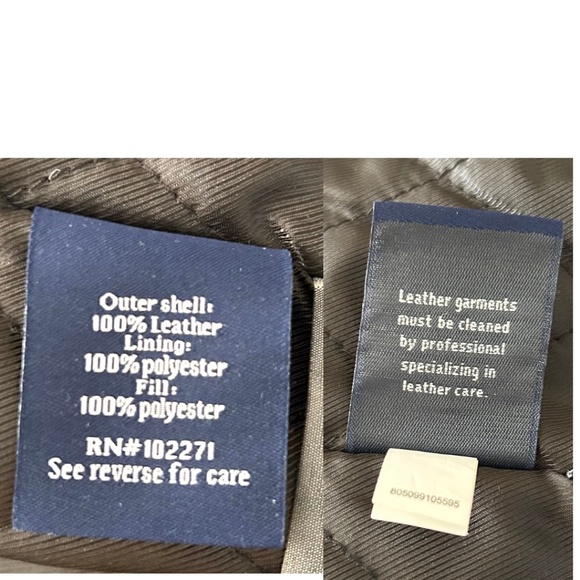 Outer shell:
100% Leather
Lining:
100% polyester
Fill:
100% polyester
RN#102271
See reverse for care
Leather garments
must be cleaned
by professional
specializing in
leather care.
805099105595